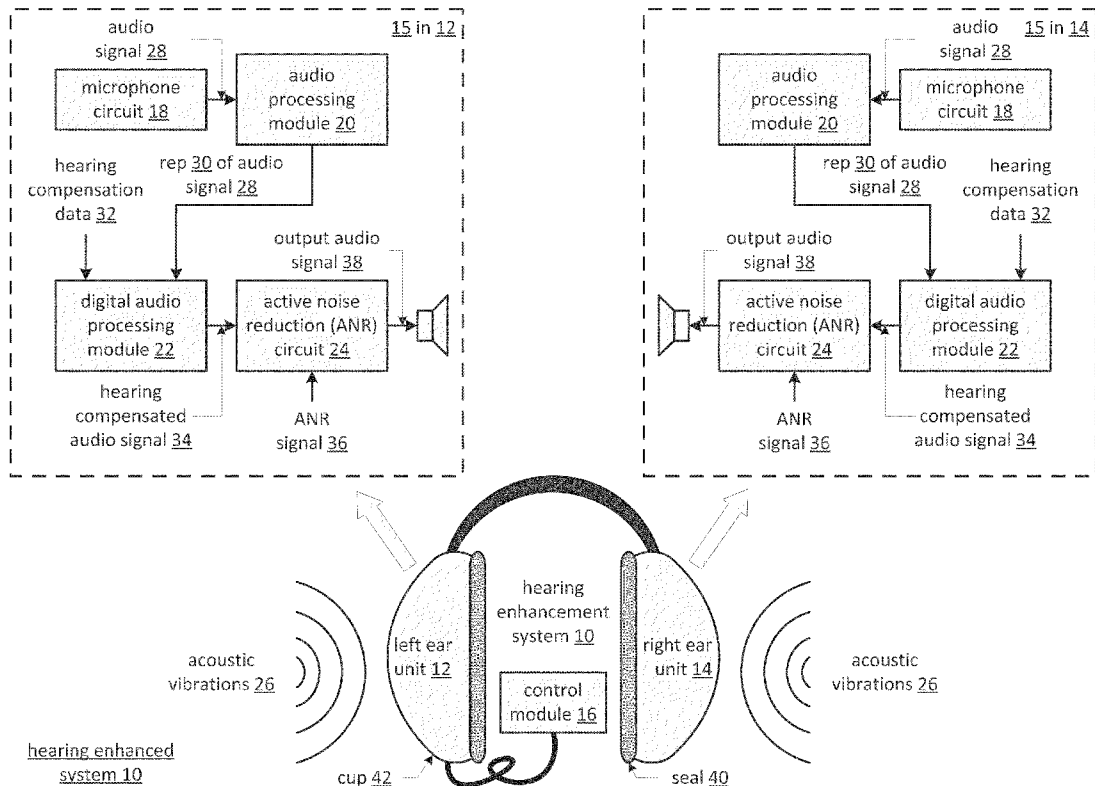 audio
signal 28
15 in 12
microphone
circuit 18
audio
processing
module 20
rep 30 of audio
signal 28
hearing
compensation
data 32
output audio
signal 38
digital audio
processing
module 22
active noise
reduction (ANR)
circuit 24
hearing
compensated
audio signal 34
ANR
signal 36
audio
signal 28
15 in 14
audio
processing
module 20
microphone
circuit 18
rep 30 of audio
signal 28
hearing
compensation
data 32
output audio
signal 38
active noise
reduction (ANR)
circuit 24
digital audio
processing
module 22
ANR
signal 36
hearing
compensated
audio signal 34
acoustic
vibrations 26
left ear
unit 12
hearing
enhancement
system 10
control
module 16
right ear
unit 14
acoustic
vibrations 26
hearing enhanced
system 10
cup 42
seal 40